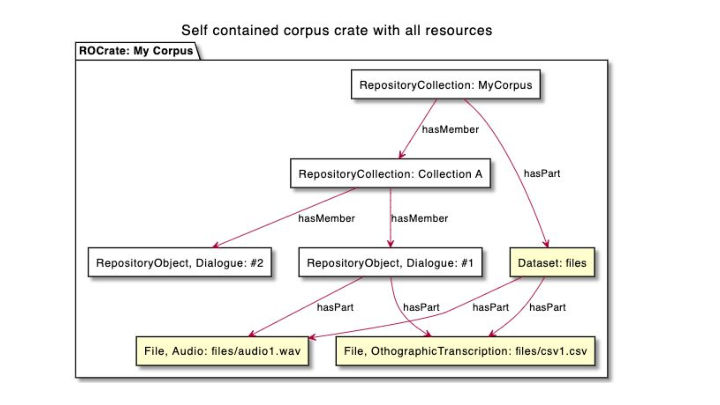 Self contained corpus crate with all resources
ROCrate: My Corpus
RepositoryCollection: MyCorpus
hasMember
RepositoryCollection: Collection A
hasPart
hasMember
hasMember
RepositoryObject, Dialogue: #2
RepositoryObject, Dialogue: #1
Dataset: files
hasPart
hasPart
hasPart
hasPart
File, Audio: files/audio1.wav
File, OthographicTranscription: files/csv1.csv